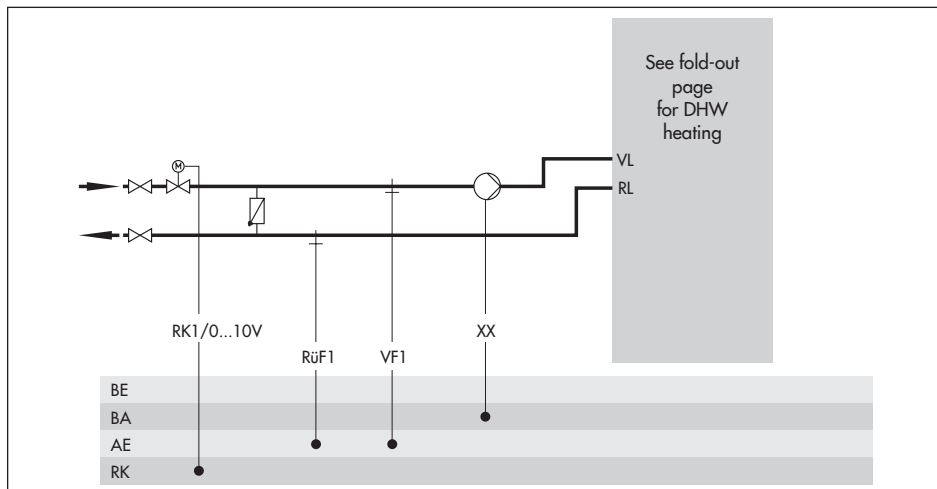 See fold-out
page
for DHW
heating
M
VL
RL
RK1/0...10V
RüF1
VF1
XX
BE
BA
AE
RK